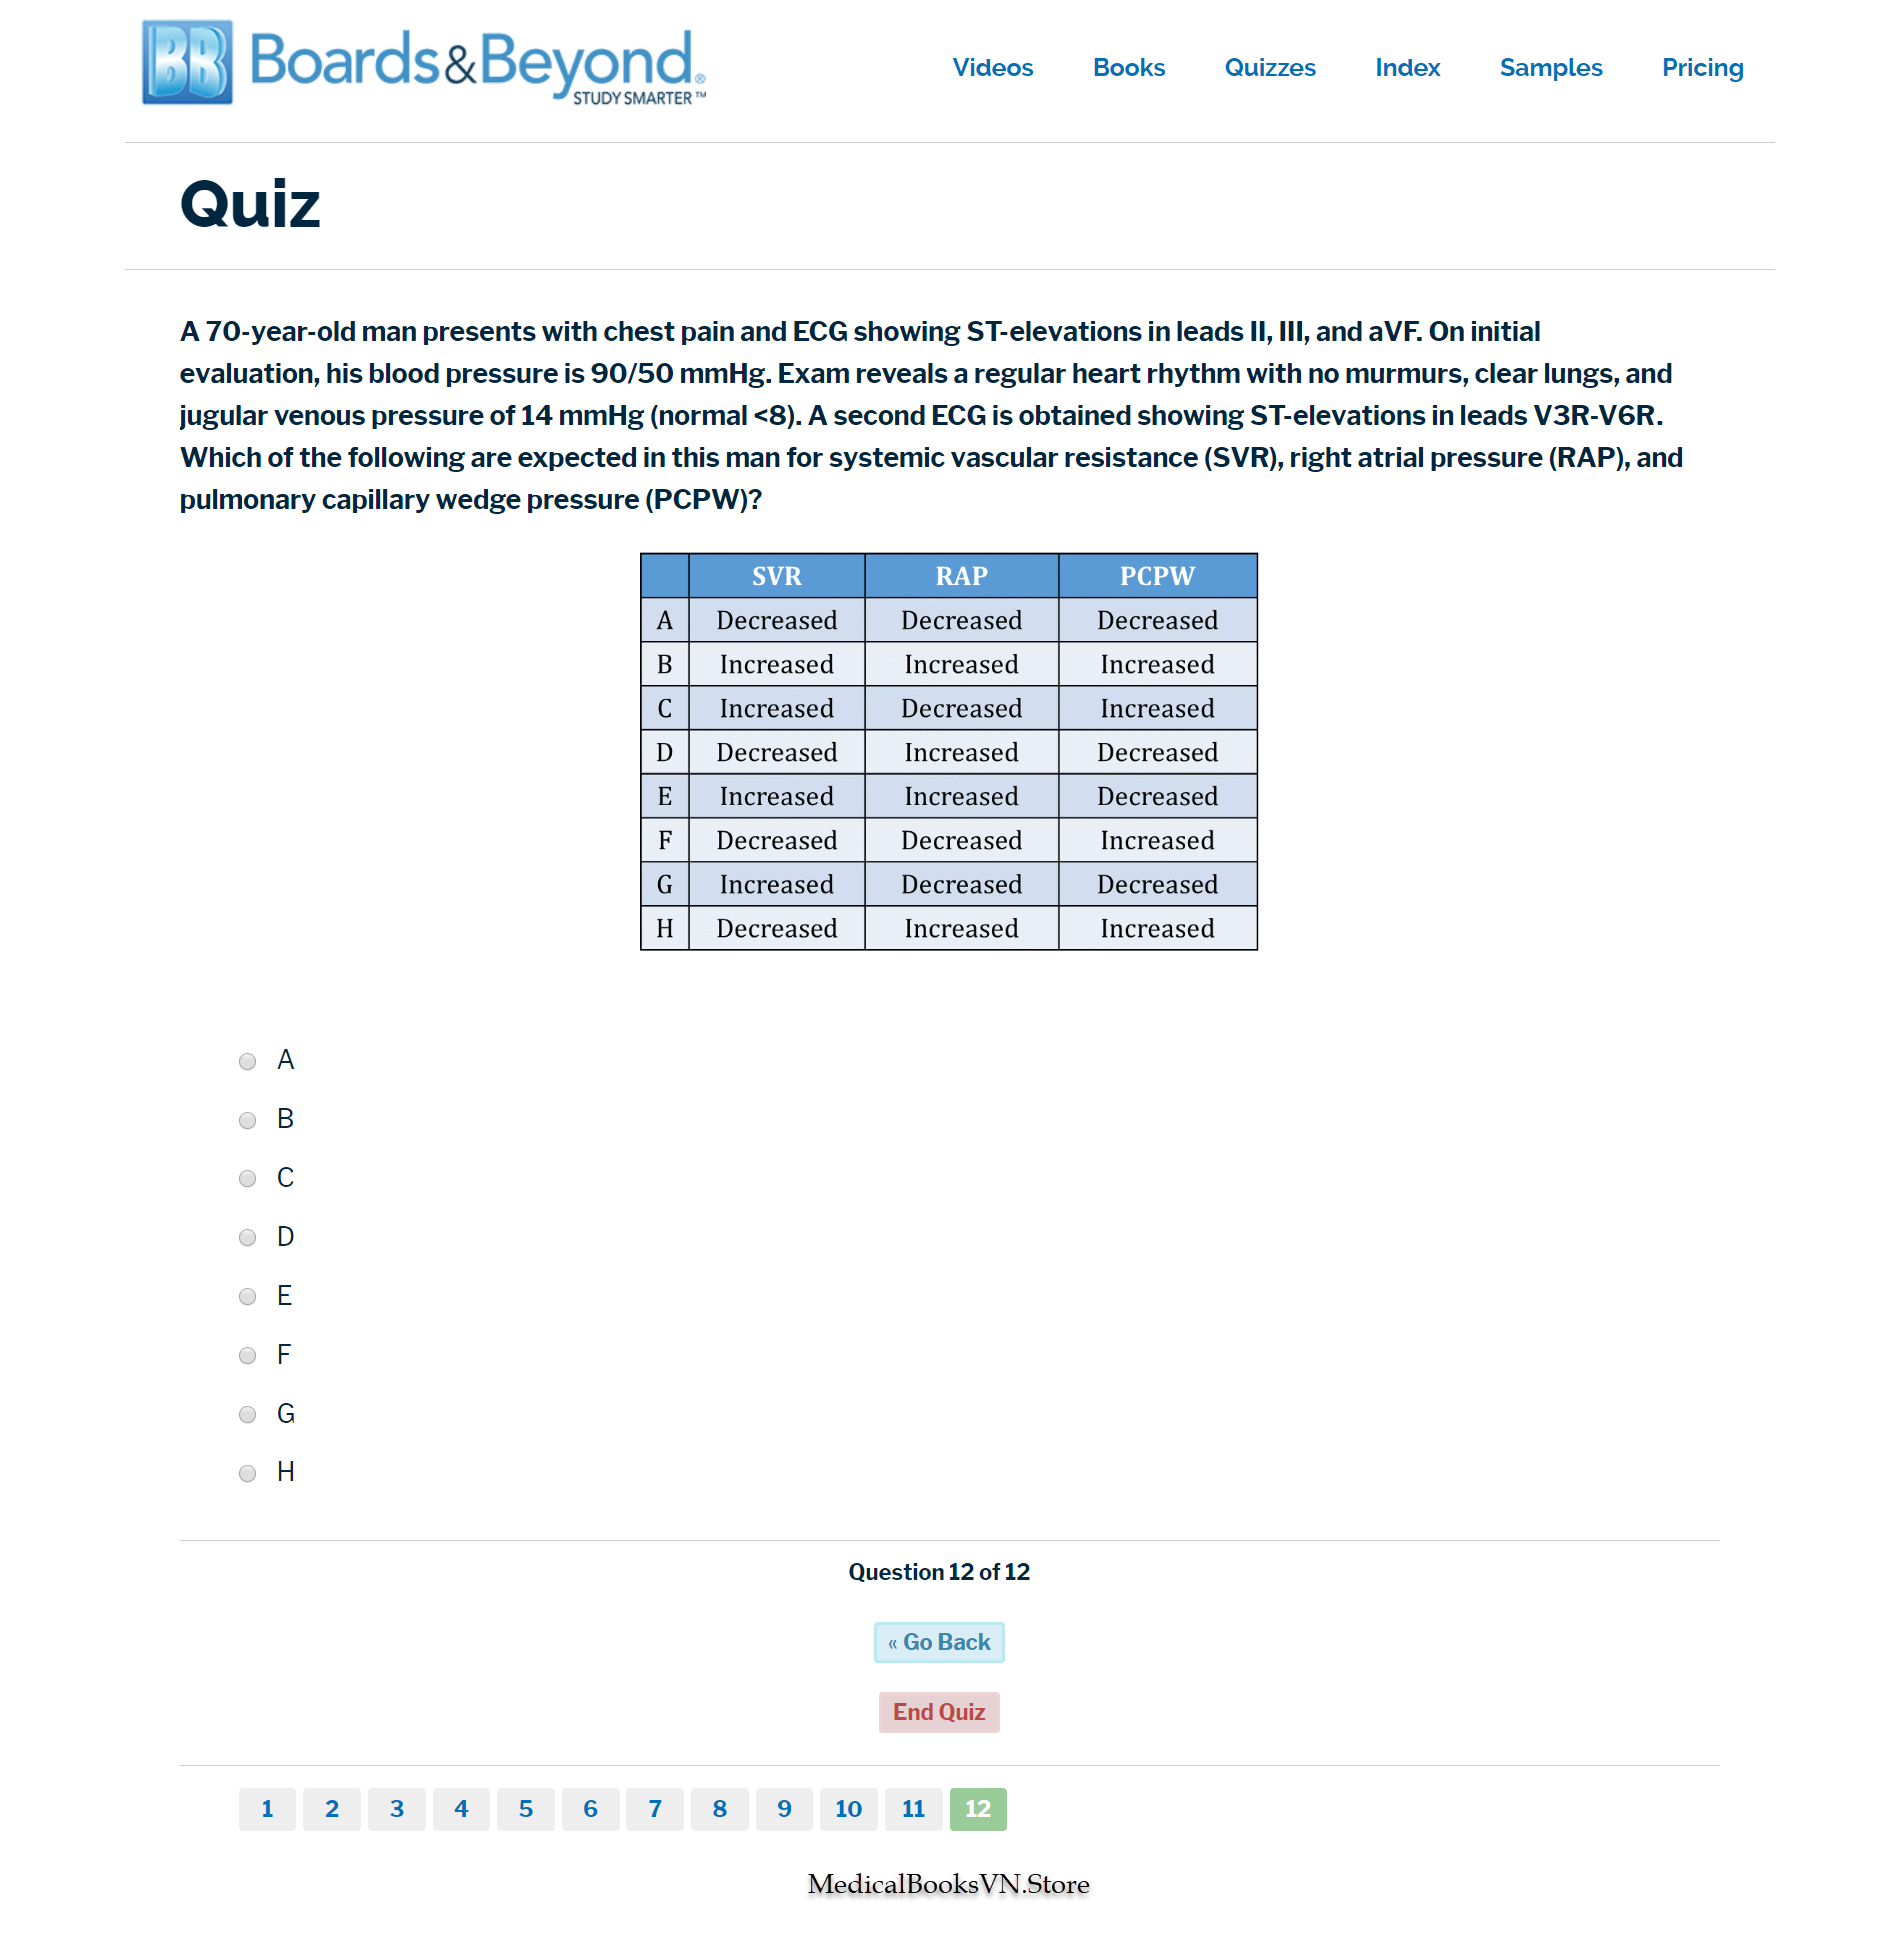 BB Boards&Beyond®
STUDY SMARTER™
Videos Books Quizzes Index Samples Pricing
Quiz
A 70-year-old man presents with chest pain and ECG showing ST-elevations in leads II, III, and aVF. On initial
evaluation, his blood pressure is 90/50 mmHg. Exam reveals a regular heart rhythm with no murmurs, clear lungs, and
jugular venous pressure of 14 mmHg (normal <8). A second ECG is obtained showing ST-elevations in leads V3R-V6R.
Which of the following are expected in this man for systemic vascular resistance (SVR), right atrial pressure (RAP), and
pulmonary capillary wedge pressure (PCPW)?
SVR RAP PCPW
A Decreased Decreased Decreased
B Increased Increased Increased
C Increased Decreased Increased
D Decreased Increased Decreased
E Increased Increased Decreased
F Decreased Decreased Increased
G Increased Decreased Decreased
H Decreased Increased Increased
A
B
C
D
E
F
G
H
Question 12 of 12
« Go Back
End Quiz
1 2 3 4 5 6 7 8 9 10 11 12
MedicalBooksVN.Store